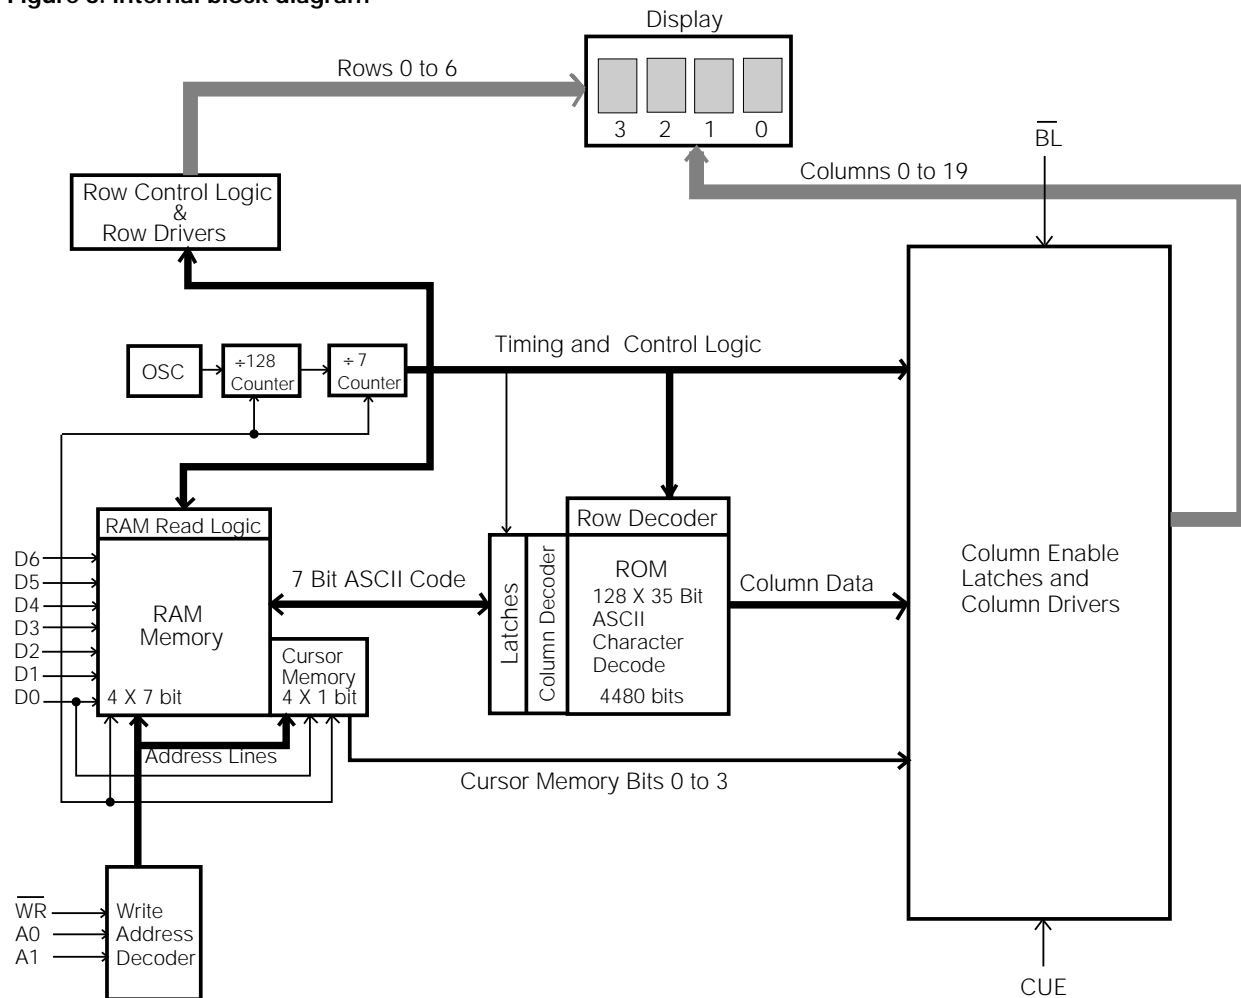 Figure 3. Internal block diagram
Display
Rows 0 to 6
3 2 1 0
BL
Columns 0 to 19
Row Control Logic
&
Row Drivers
Timing and Control Logic
OSC
÷128
Counter
÷ 7
Counter
RAM Read Logic
Row Decoder
D6
D5
D4
D3
D2
D1
D0
RAM
Memory
4 X 7 bit
7 Bit ASCII Code
Latches
Column Decoder
ROM
128 X 35 Bit
ASCII
Character
Decode
4480 bits
Column Data
Column Enable
Latches and
Column Drivers
Cursor
Memory
4 X 1 bit
Address Lines
Cursor Memory Bits 0 to 3
WR
A0
A1
Write
Address
Decoder
CUE